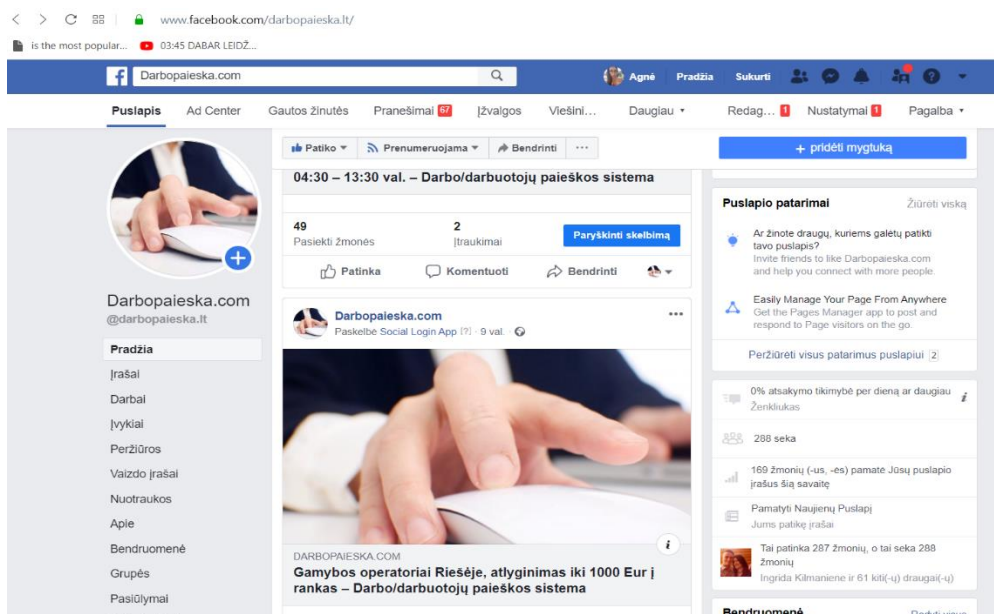 www.facebook.com/darbopaieska.lt/
is the most popular... 03:45 DABAR LEIDŽ...
Darbopaieska.com
Agnė Pradžia Sukurti
Puslapis Ad Center Gautos žinutės Pranešimai 67 Įžvalgos Viešini… Daugiau Redag… 1 Nustatymai 1 Pagalba
Patiko Prenumeruojama Bendrinti ...
+ pridėti mygtuką
Darbopaieska.com
@darbopaieska.lt
Pradžia
Įrašai
Darbai
Įvykiai
Peržiūros
Vaizdo įrašai
Nuotraukos
Apie
Bendruomenė
Grupės
Pasiūlymai
04:30 – 13:30 val. – Darbo/darbuotojų paieškos sistema
49 2
Pasiekti žmonės Įtraukimai Paryškinti skelbimą
Patinka Komentuoti Bendrinti
Darbopaieska.com
Paskelbė Social Login App [?] · 9 val. ·
DARBOPAIESKA.COM
Gamybos operatoriai Riešėje, atlyginimas iki 1000 Eur į
rankas – Darbo/darbuotojų paieškos sistema
Puslapio patarimai Žiūrėti viską
Ar žinote draugų, kuriems galėtų patikti
tavo puslapis?
Invite friends to like Darbopaieska.com
and help you connect with more people.
Easily Manage Your Page From Anywhere
Get the Pages Manager app to post and
respond to Page visitors on the go.
Peržiūrėti visus patarimus puslapiui 2
0% atsakymo tikimybė per dieną ar daugiau
Ženkliukas
288 seka
169 žmonių (-us, -ės) pamatė Jūsų puslapio
įrašus šią savaitę
Pamatyti Naujienų Puslapį
Jums patikę įrašai
Tai patinka 287 žmonių, o tai seka 288
žmonių
Ingrida Kilmaniene ir 61 kiti(-ų) draugai(-ų)
Bendruomenė